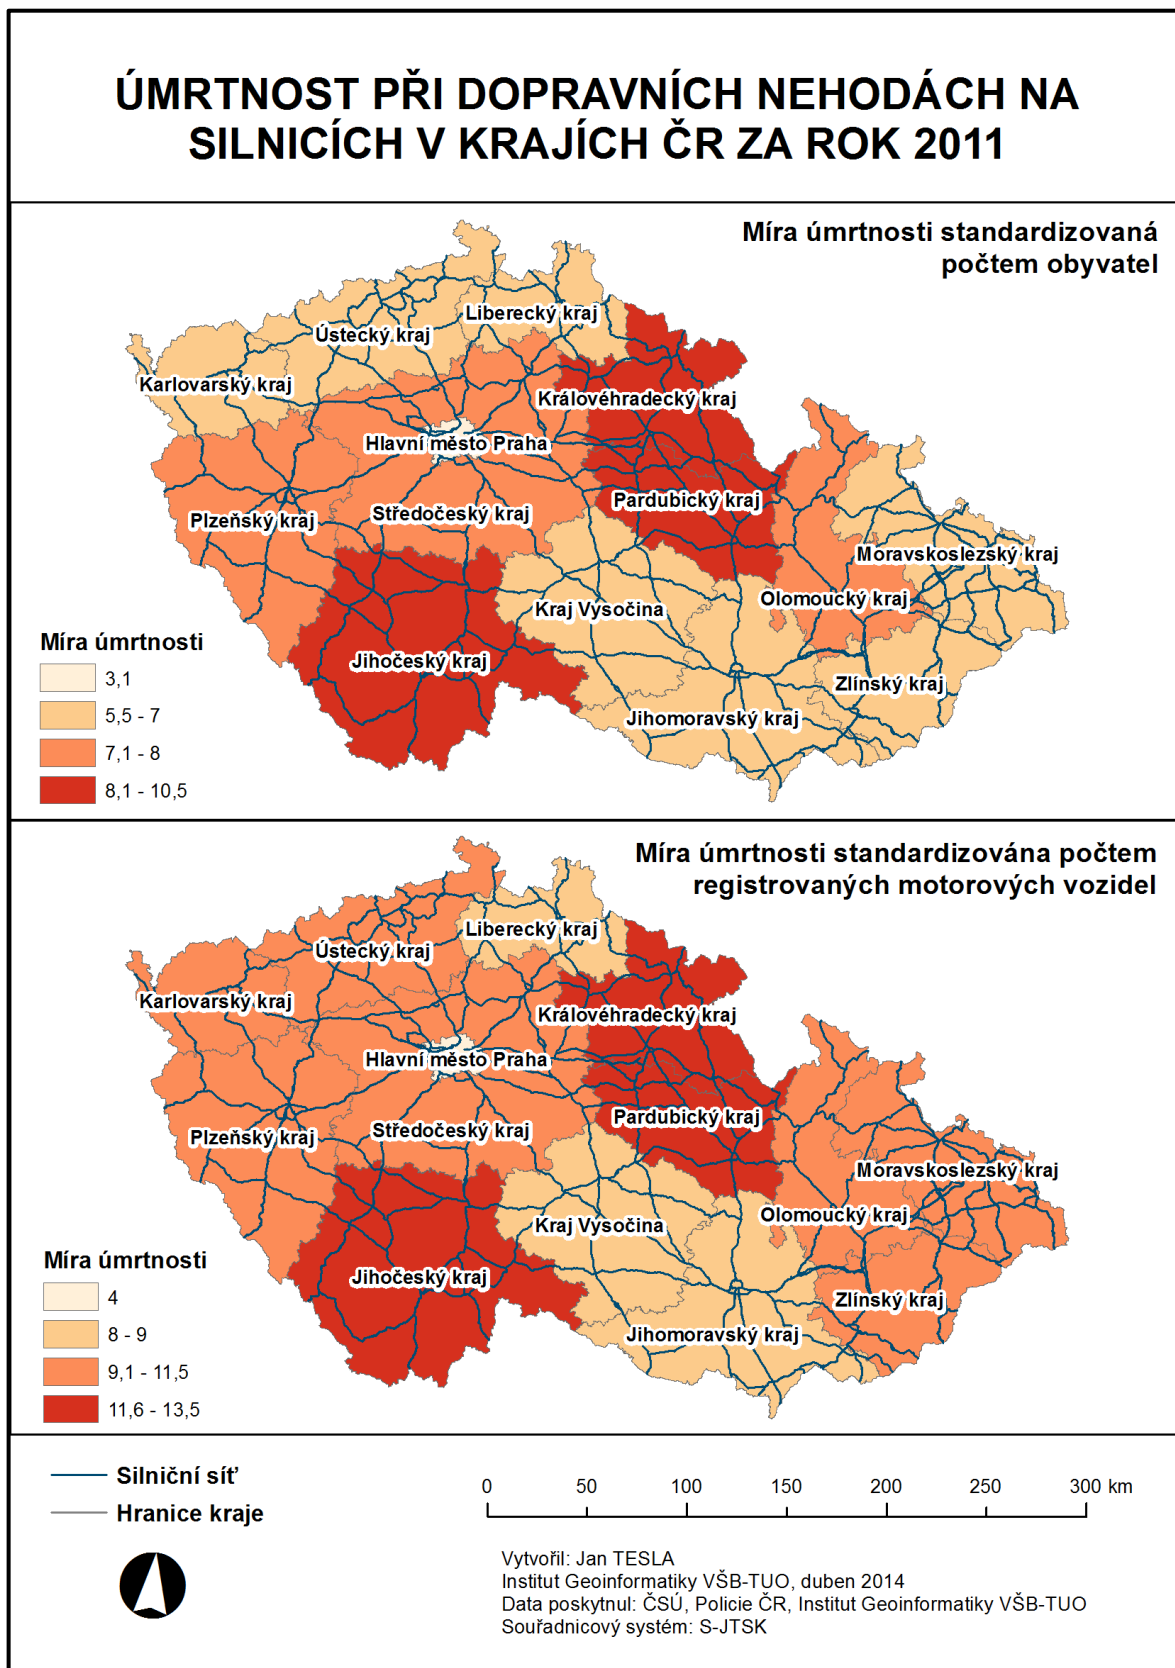 ÚMRTNOST PŘI DOPRAVNÍCH NEHODÁCH NA
SILNICÍCH V KRAJÍCH ČR ZA ROK 2011
Míra úmrtnosti standardizovaná
počtem obyvatel
Liberecký kraj
Ústecký kraj
Karlovarský kraj
Královéhradecký kraj
Hlavní město Praha
Pardubický kraj
Středočeský kraj
Plzeňský kraj
Moravskoslezský kraj
Olomoucký kraj
Kraj Vysočina
Jihočeský kraj
Zlínský kraj
Jihomoravský kraj
Míra úmrtnosti
3,1
5,5 - 7
7,1 - 8
8,1 - 10,5
Míra úmrtnosti standardizována počtem
registrovaných motorových vozidel
Liberecký kraj
Ústecký kraj
Karlovarský kraj
Královéhradecký kraj
Hlavní město Praha
Pardubický kraj
Středočeský kraj
Plzeňský kraj
Moravskoslezský kraj
Olomoucký kraj
Kraj Vysočina
Jihočeský kraj
Zlínský kraj
Jihomoravský kraj
Míra úmrtnosti
4
8 - 9
9,1 - 11,5
11,6 - 13,5
Silniční síť
Hranice kraje
0 50 100 150 200 250 300 km
Vytvořil: Jan TESLA
Institut Geoinformatiky VŠB-TUO, duben 2014
Data poskytnul: ČSÚ, Policie ČR, Institut Geoinformatiky VŠB-TUO
Souřadnicový systém: S-JTSK